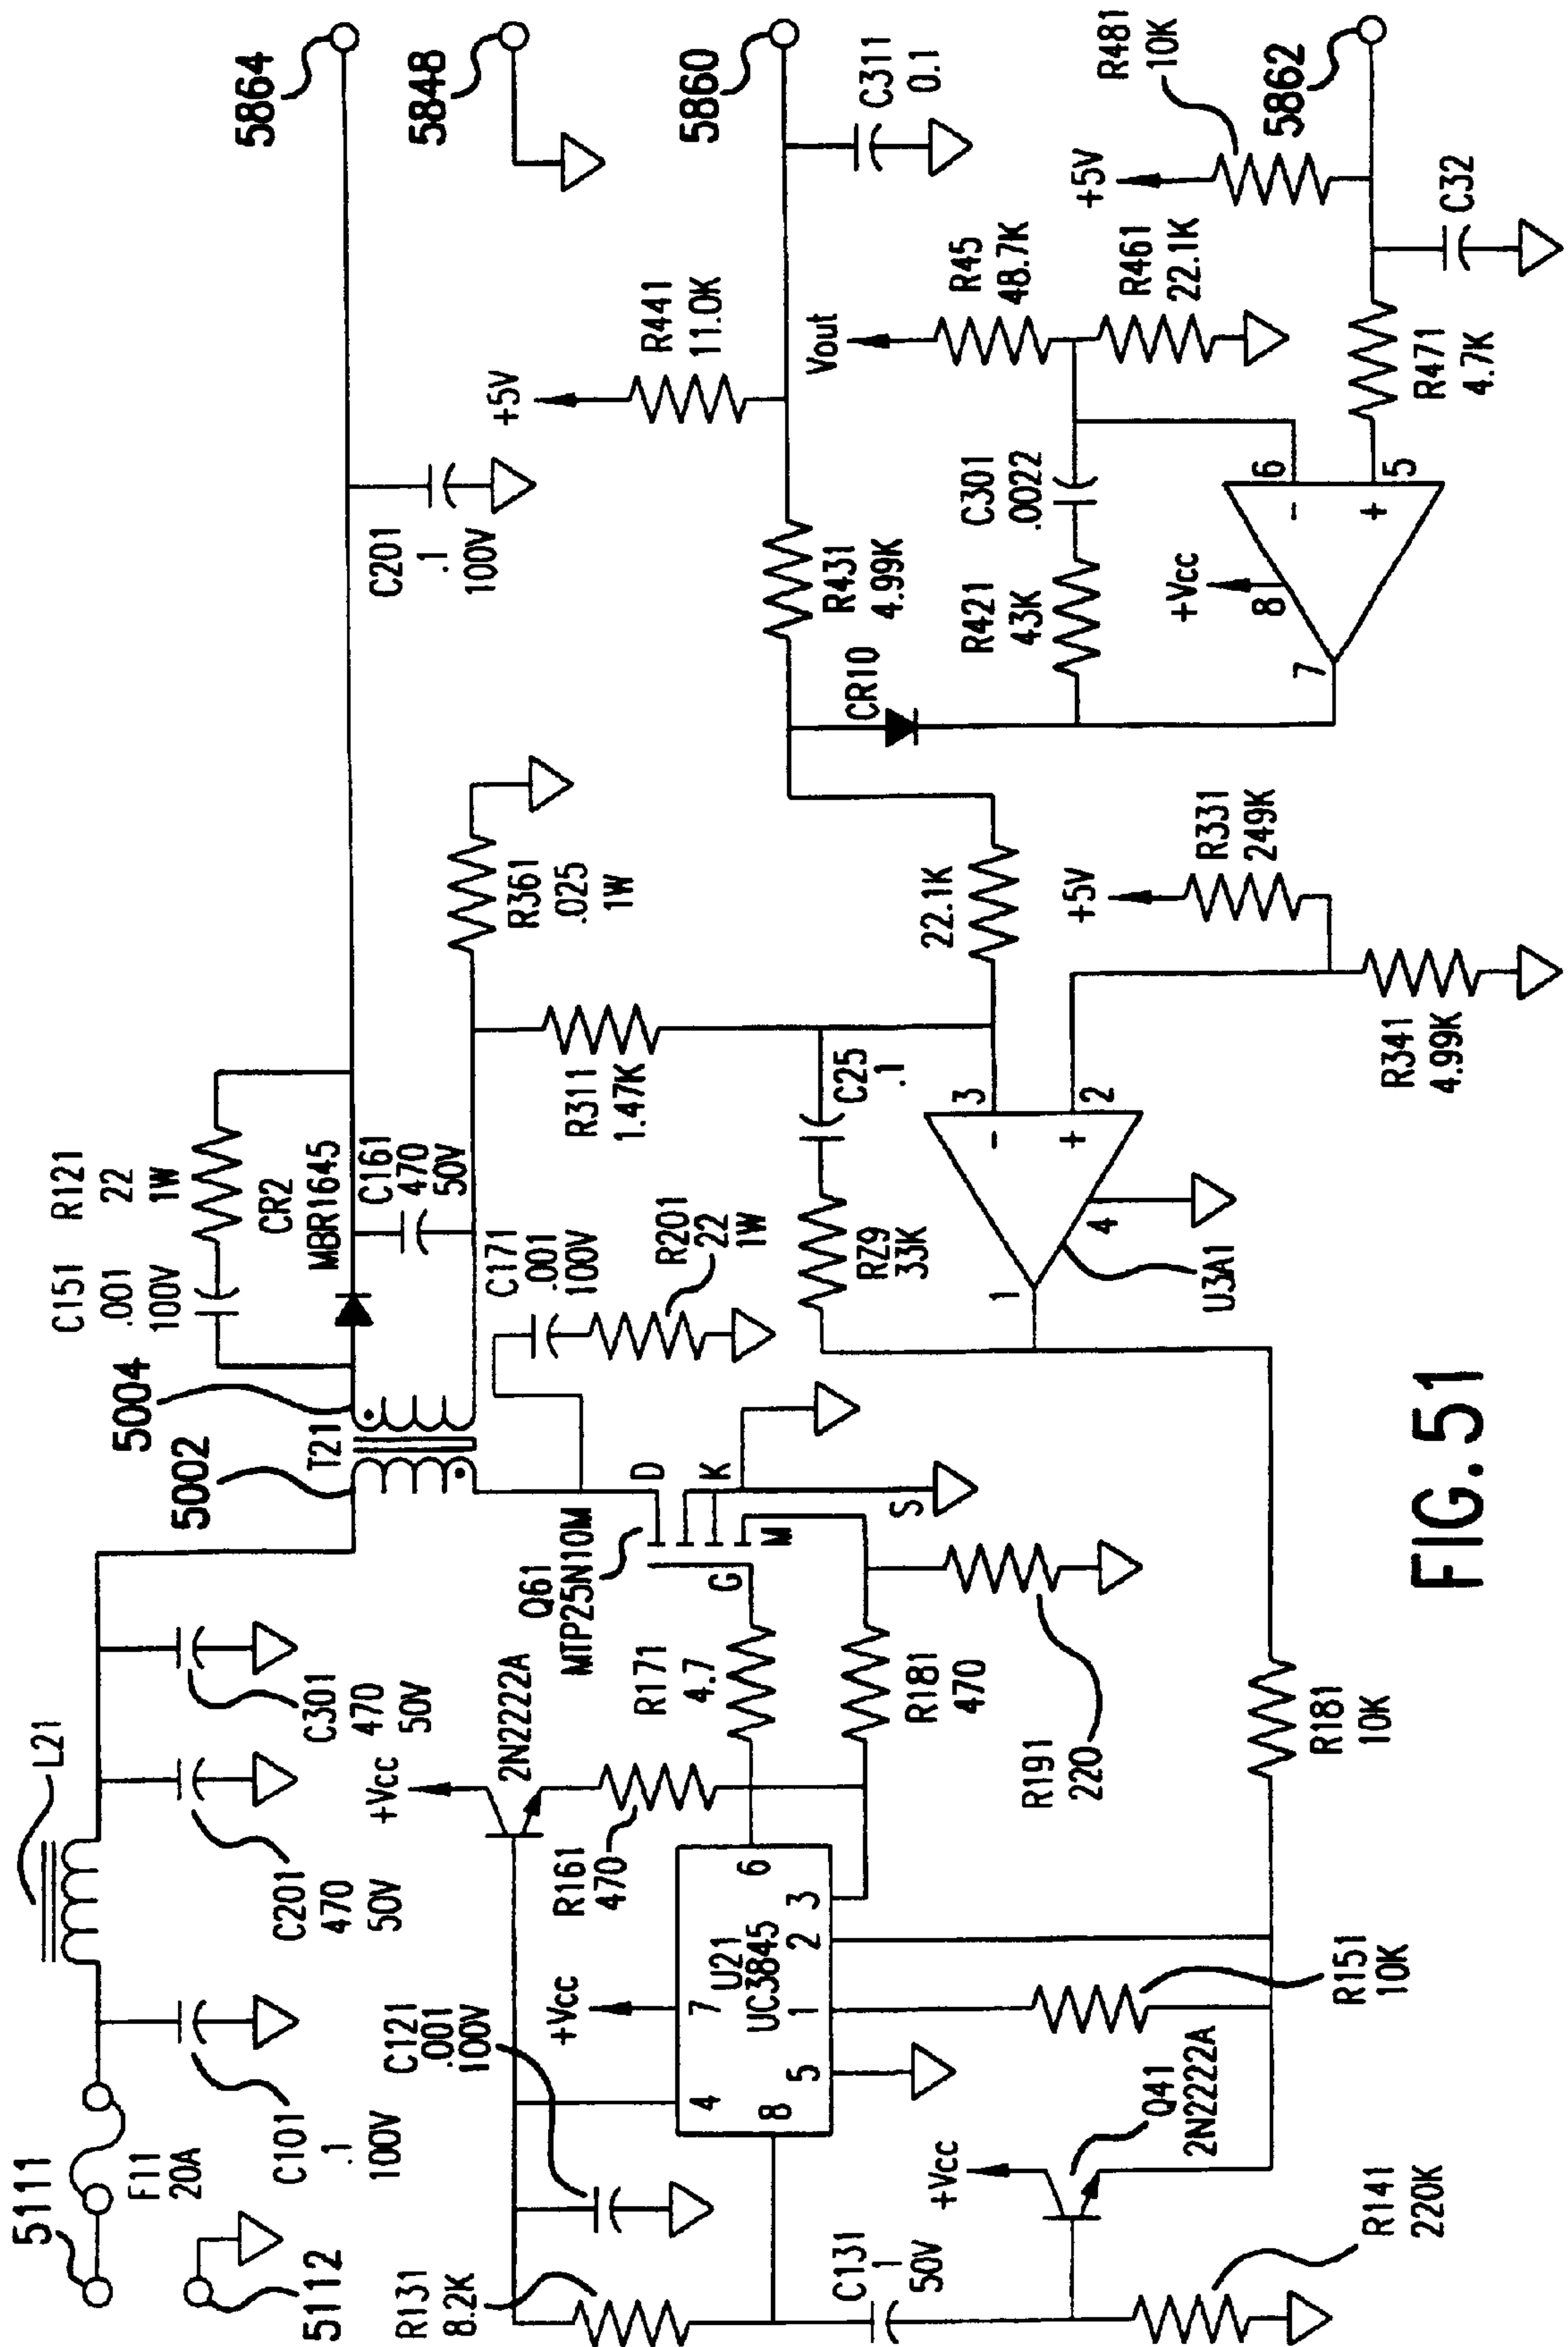 5111
F11
20A
5112
C101
.1
100V
L21
C201
470
50V
C301
470
50V
5002
T21
5004
C151
.001
100V
R121
22
1W
CR2
MBR1645
C161
470
50V
C171
.001
100V
R201
22
1W
R361
.025
1W
R311
1.47K
C201
.1
100V
5864
5848
5860
+5V
R441
11.0K
C311
0.1
R431
4.99K
CR10
Vout
R45
48.7K
R461
22.1K
C301
.0022
R421
43K
+5V
R481
10K
5862
C32
R471
4.7K
6
-
5
+
+Vcc
8
7
22.1K
+5V
R331
249K
R341
4.99K
C25
.1
RZ9
33K
3
-
2
+
1
4
U3A1
R131
8.2K
C121
.001
100V
+Vcc
2N2222A
R161
470
+Vcc
4
7
U21
UC3845
6
8
5
1
2
3
R171
4.7
Q61
MTP25N10M
D
G
K
M
S
R181
470
R191
220
C131
1
50V
+Vcc
Q41
2N2222A
R141
220K
R151
10K
R181
10K
FIG. 51